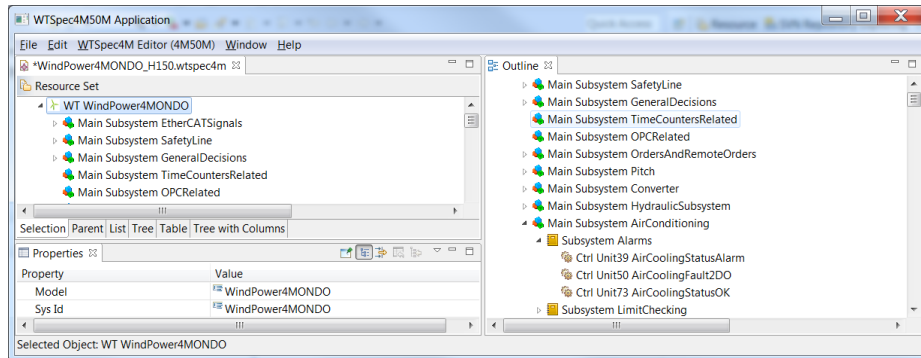 WTSpec4M50M Application
File Edit WTSpec4M Editor (4M50M) Window Help
*WindPower4MONDO_H150.wtspec4m
Resource Set
WT WindPower4MONDO
Main Subsystem EtherCATSignals
Main Subsystem SafetyLine
Main Subsystem GeneralDecisions
Main Subsystem TimeCountersRelated
Main Subsystem OPCRelated
Selection Parent List Tree Table Tree with Columns
Properties
Property Value
Model WindPower4MONDO
Sys Id WindPower4MONDO
Selected Object: WT WindPower4MONDO
Outline
Main Subsystem SafetyLine
Main Subsystem GeneralDecisions
Main Subsystem TimeCountersRelated
Main Subsystem OPCRelated
Main Subsystem OrdersAndRemoteOrders
Main Subsystem Pitch
Main Subsystem Converter
Main Subsystem HydraulicSubsystem
Main Subsystem AirConditioning
Subsystem Alarms
Ctrl Unit39 AirCoolingStatusAlarm
Ctrl Unit50 AirCoolingFault2DO
Ctrl Unit73 AirCoolingStatusOK
Subsystem LimitChecking